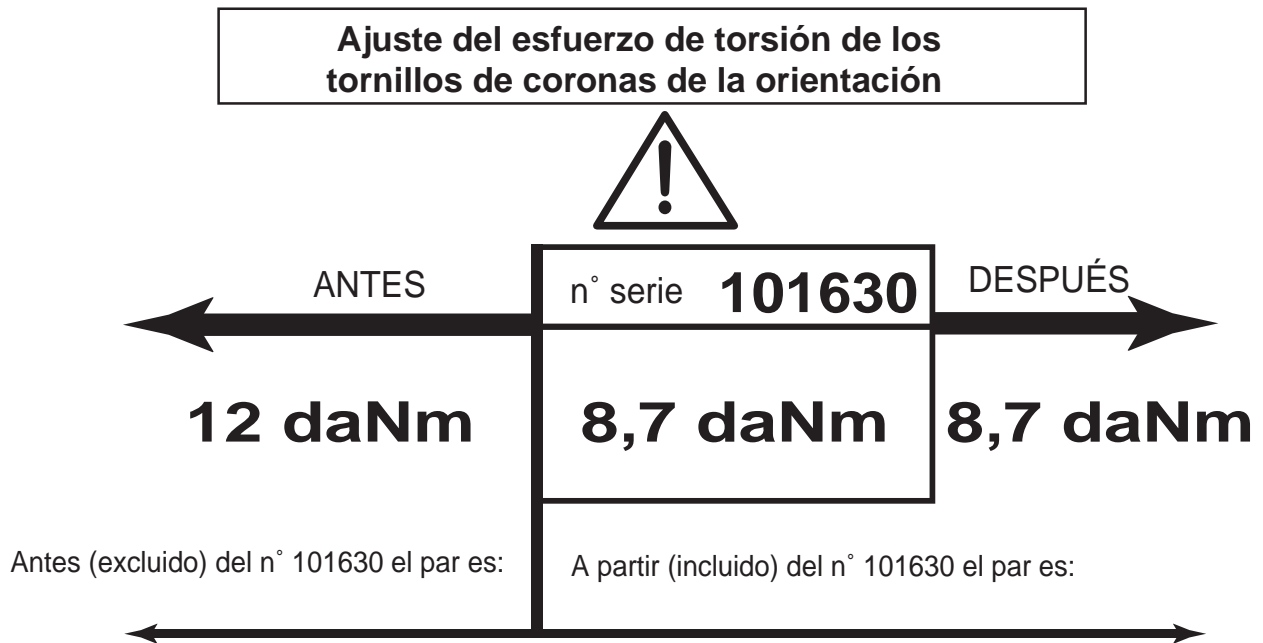 Ajuste del esfuerzo de torsión de los
tornillos de coronas de la orientación
ANTES
n° serie 101630
DESPUÉS
12 daNm
8,7 daNm
8,7 daNm
Antes (excluido) del n° 101630 el par es:
A partir (incluido) del n° 101630 el par es: